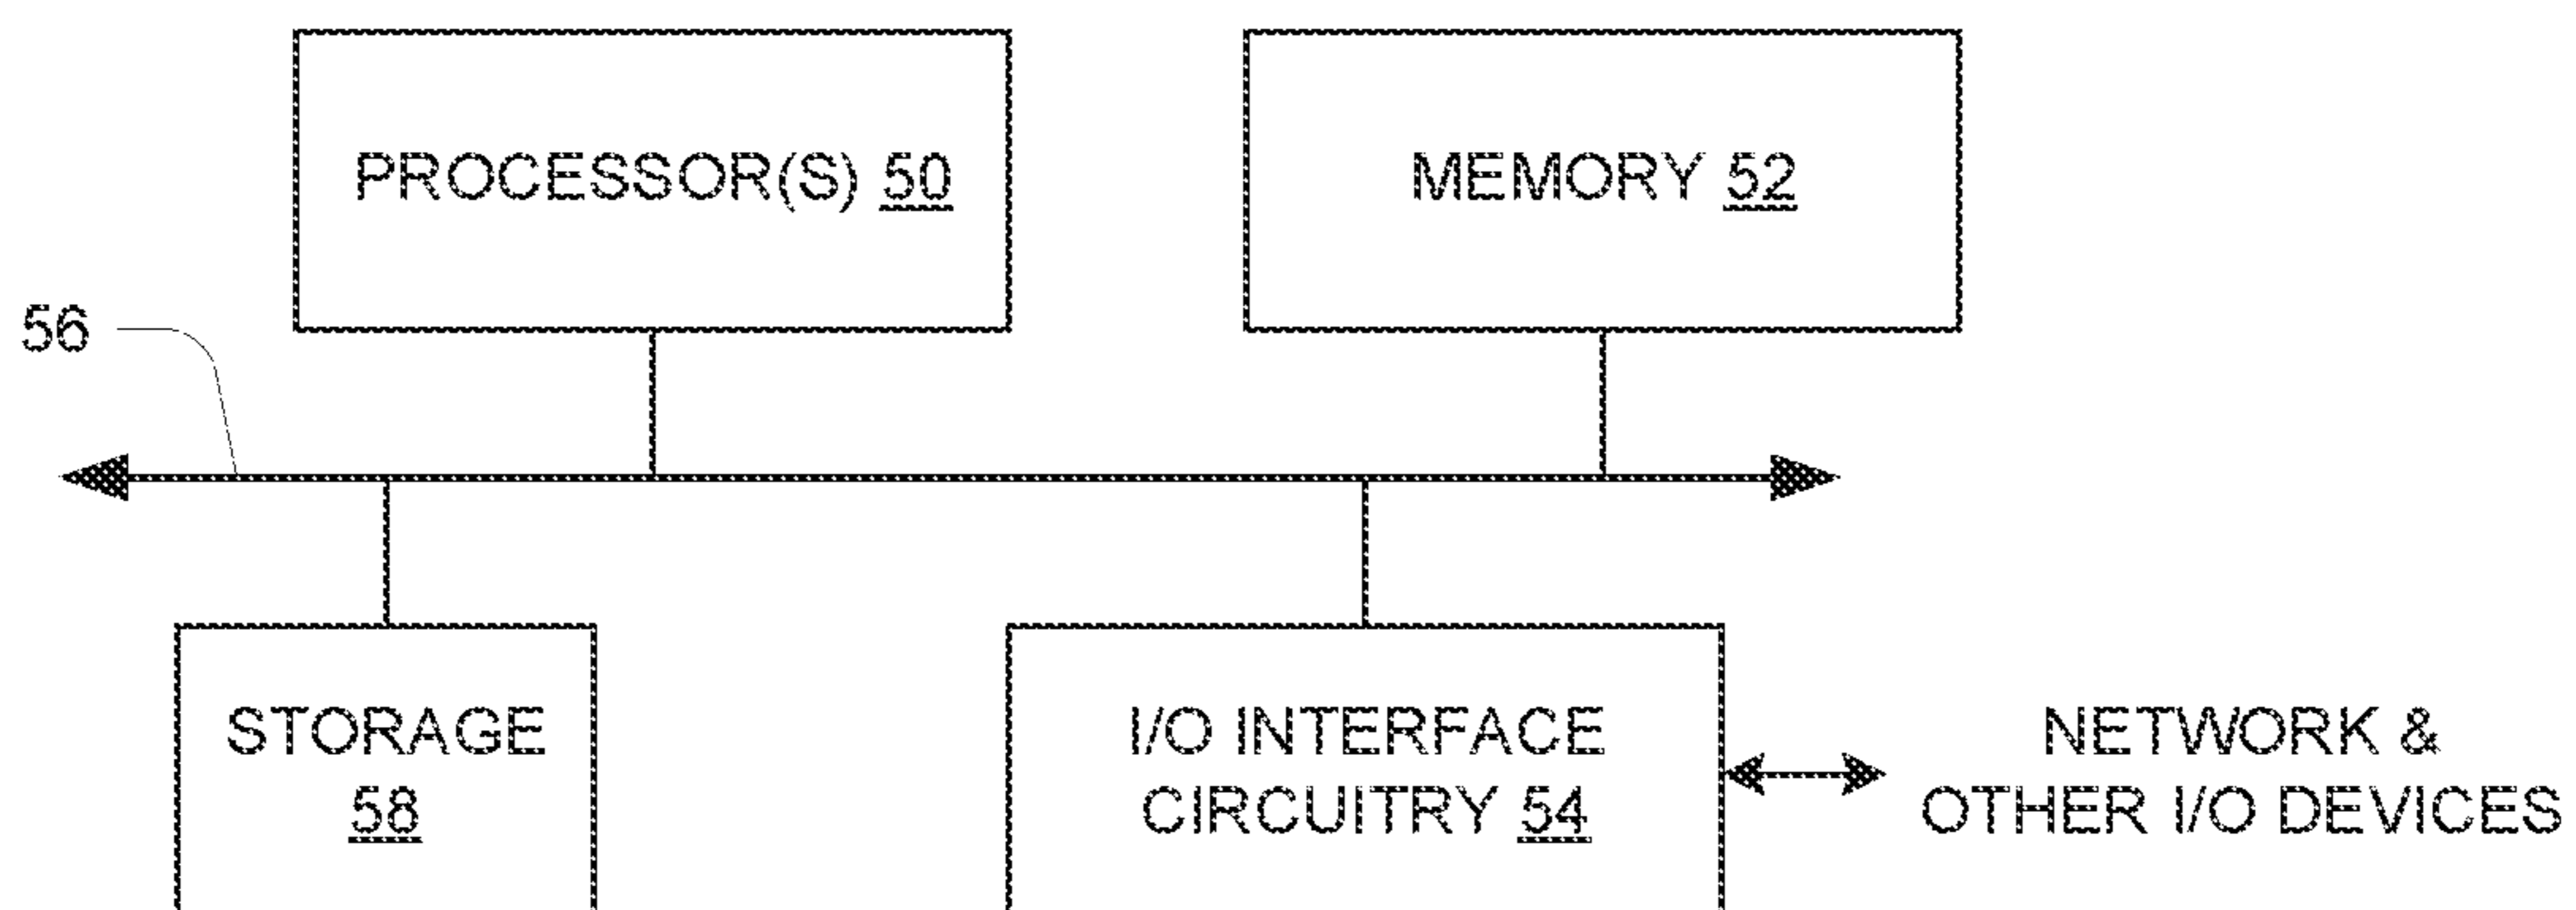 PROCESSOR(S) 50
MEMORY 52
56
STORAGE
58
I/O INTERFACE
CIRCUITRY 54
NETWORK &
OTHER I/O DEVICES